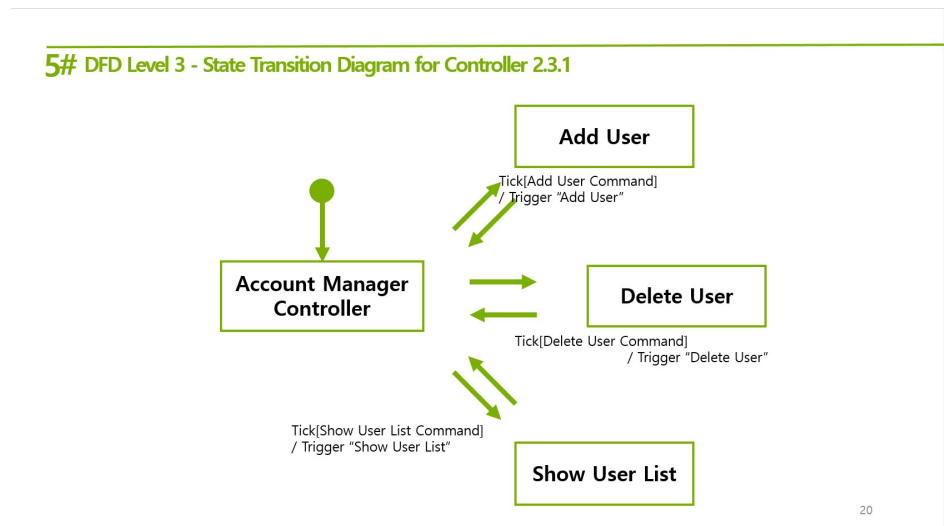 5# DFD Level 3 - State Transition Diagram for Controller 2.3.1
Add User
Tick[Add User Command]
/ Trigger “Add User”
Account Manager
Controller
Delete User
Tick[Delete User Command]
/ Trigger “Delete User”
Tick[Show User List Command]
/ Trigger “Show User List”
Show User List
20